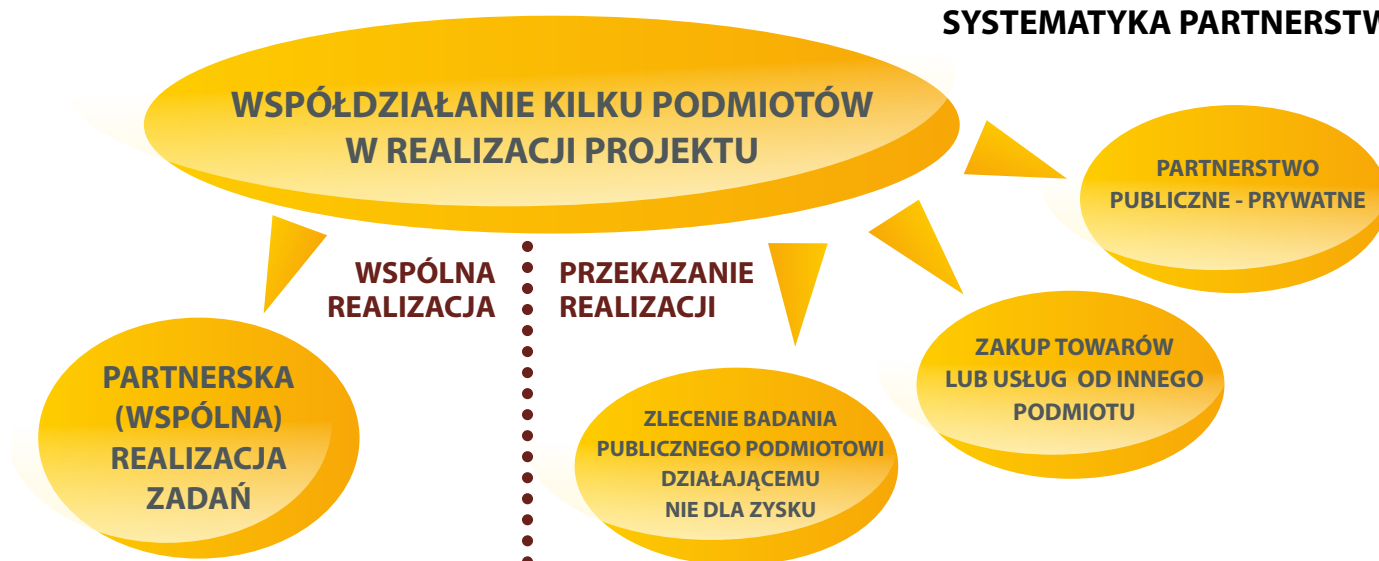 SYSTEMATYKA PARTNERSTW
WSPÓŁDZIAŁANIE KILKU PODMIOTÓW
W REALIZACJI PROJEKTU
PARTNERSTWO
PUBLICZNE - PRYWATNE
WSPÓLNA
REALIZACJA
PRZEKAZANIE
REALIZACJI
PARTNERSKA
(WSPÓLNA)
REALIZACJA
ZADAŃ
ZLECENIE BADANIA
PUBLICZNEGO PODMIOTOWI
DZIAŁAJĄCEMU
NIE DLA ZYSKU
ZAKUP TOWARÓW
LUB USŁUG OD INNEGO
PODMIOTU